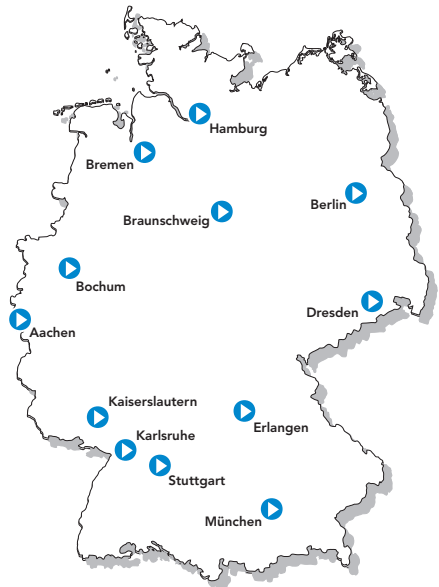 Hamburg
Bremen
Berlin
Braunschweig
Bochum
Dresden
Aachen
Kaiserslautern
Erlangen
Karlsruhe
Stuttgart
München